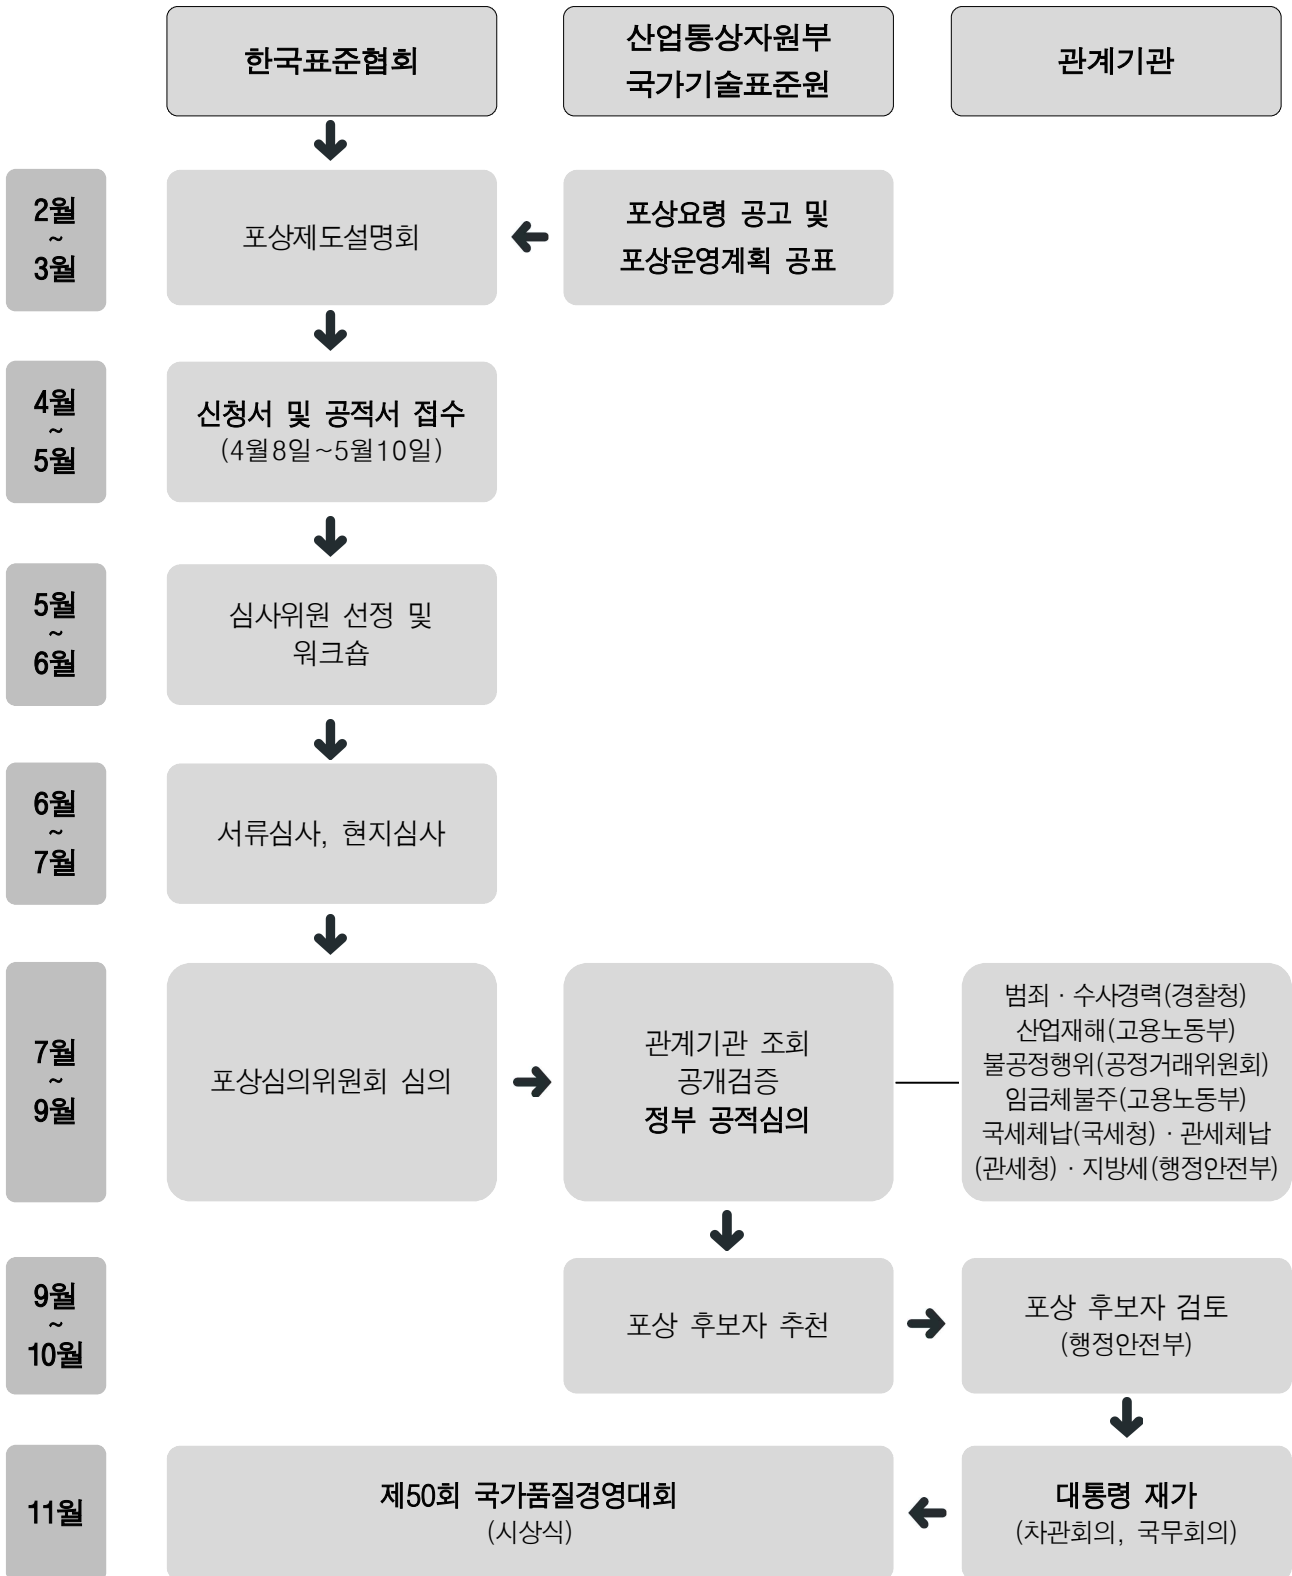 한국표준협회
산업통상자원부
국가기술표준원
관계기관
2월
~
3월
포상제도설명회
포상요령 공고 및
포상운영계획 공표
4월
~
5월
신청서 및 공적서 접수
(4월8일~5월10일)
5월
~
6월
심사위원 선정 및
워크숍
6월
~
7월
서류심사, 현지심사
7월
~
9월
포상심의위원회 심의
관계기관 조회
공개검증
정부 공적심의
범죄 · 수사경력(경찰청)
산업재해(고용노동부)
불공정행위(공정거래위원회)
임금체불주(고용노동부)
국세체납(국세청) · 관세체납
(관세청) · 지방세(행정안전부)
9월
~
10월
포상 후보자 추천
포상 후보자 검토
(행정안전부)
11월
제50회 국가품질경영대회
(시상식)
대통령 재가
(차관회의, 국무회의)